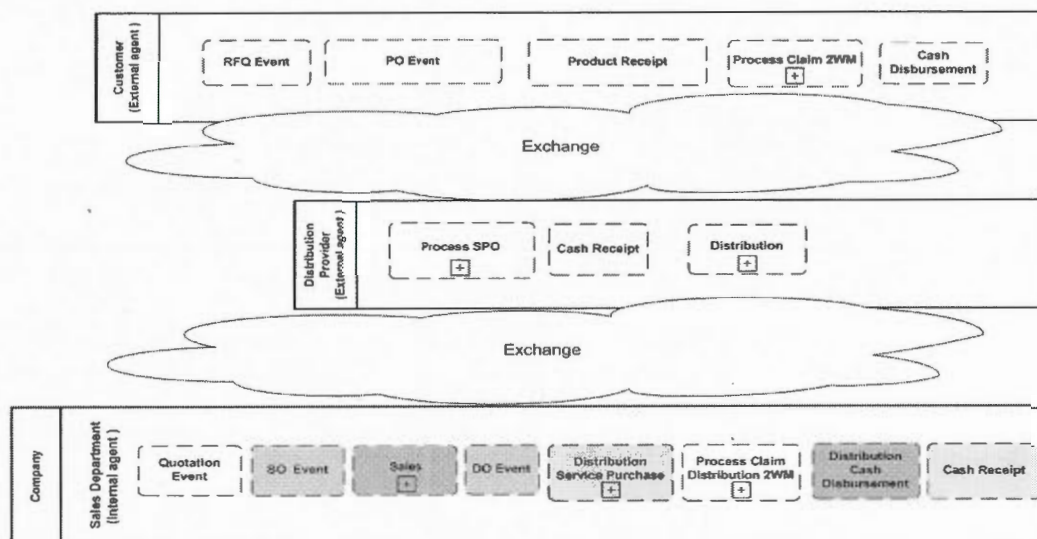 Customer
(External agent)
RFQ Event
PO Event
Product Receipt
Process Claim 2WM
+
Cash
Disbursement
Exchange
Distribution
Provider
(External agent)
Process SPO
+
Cash Receipt
Distribution
+
Exchange
Company
Sales Department
(Internal agent)
Quotation
Event
SO Event
Sales
+
DO Event
Distribution
Service Purchase
+
Process Claim
Distribution 2WM
+
Distribution
Cash
Disbursement
Cash Receipt